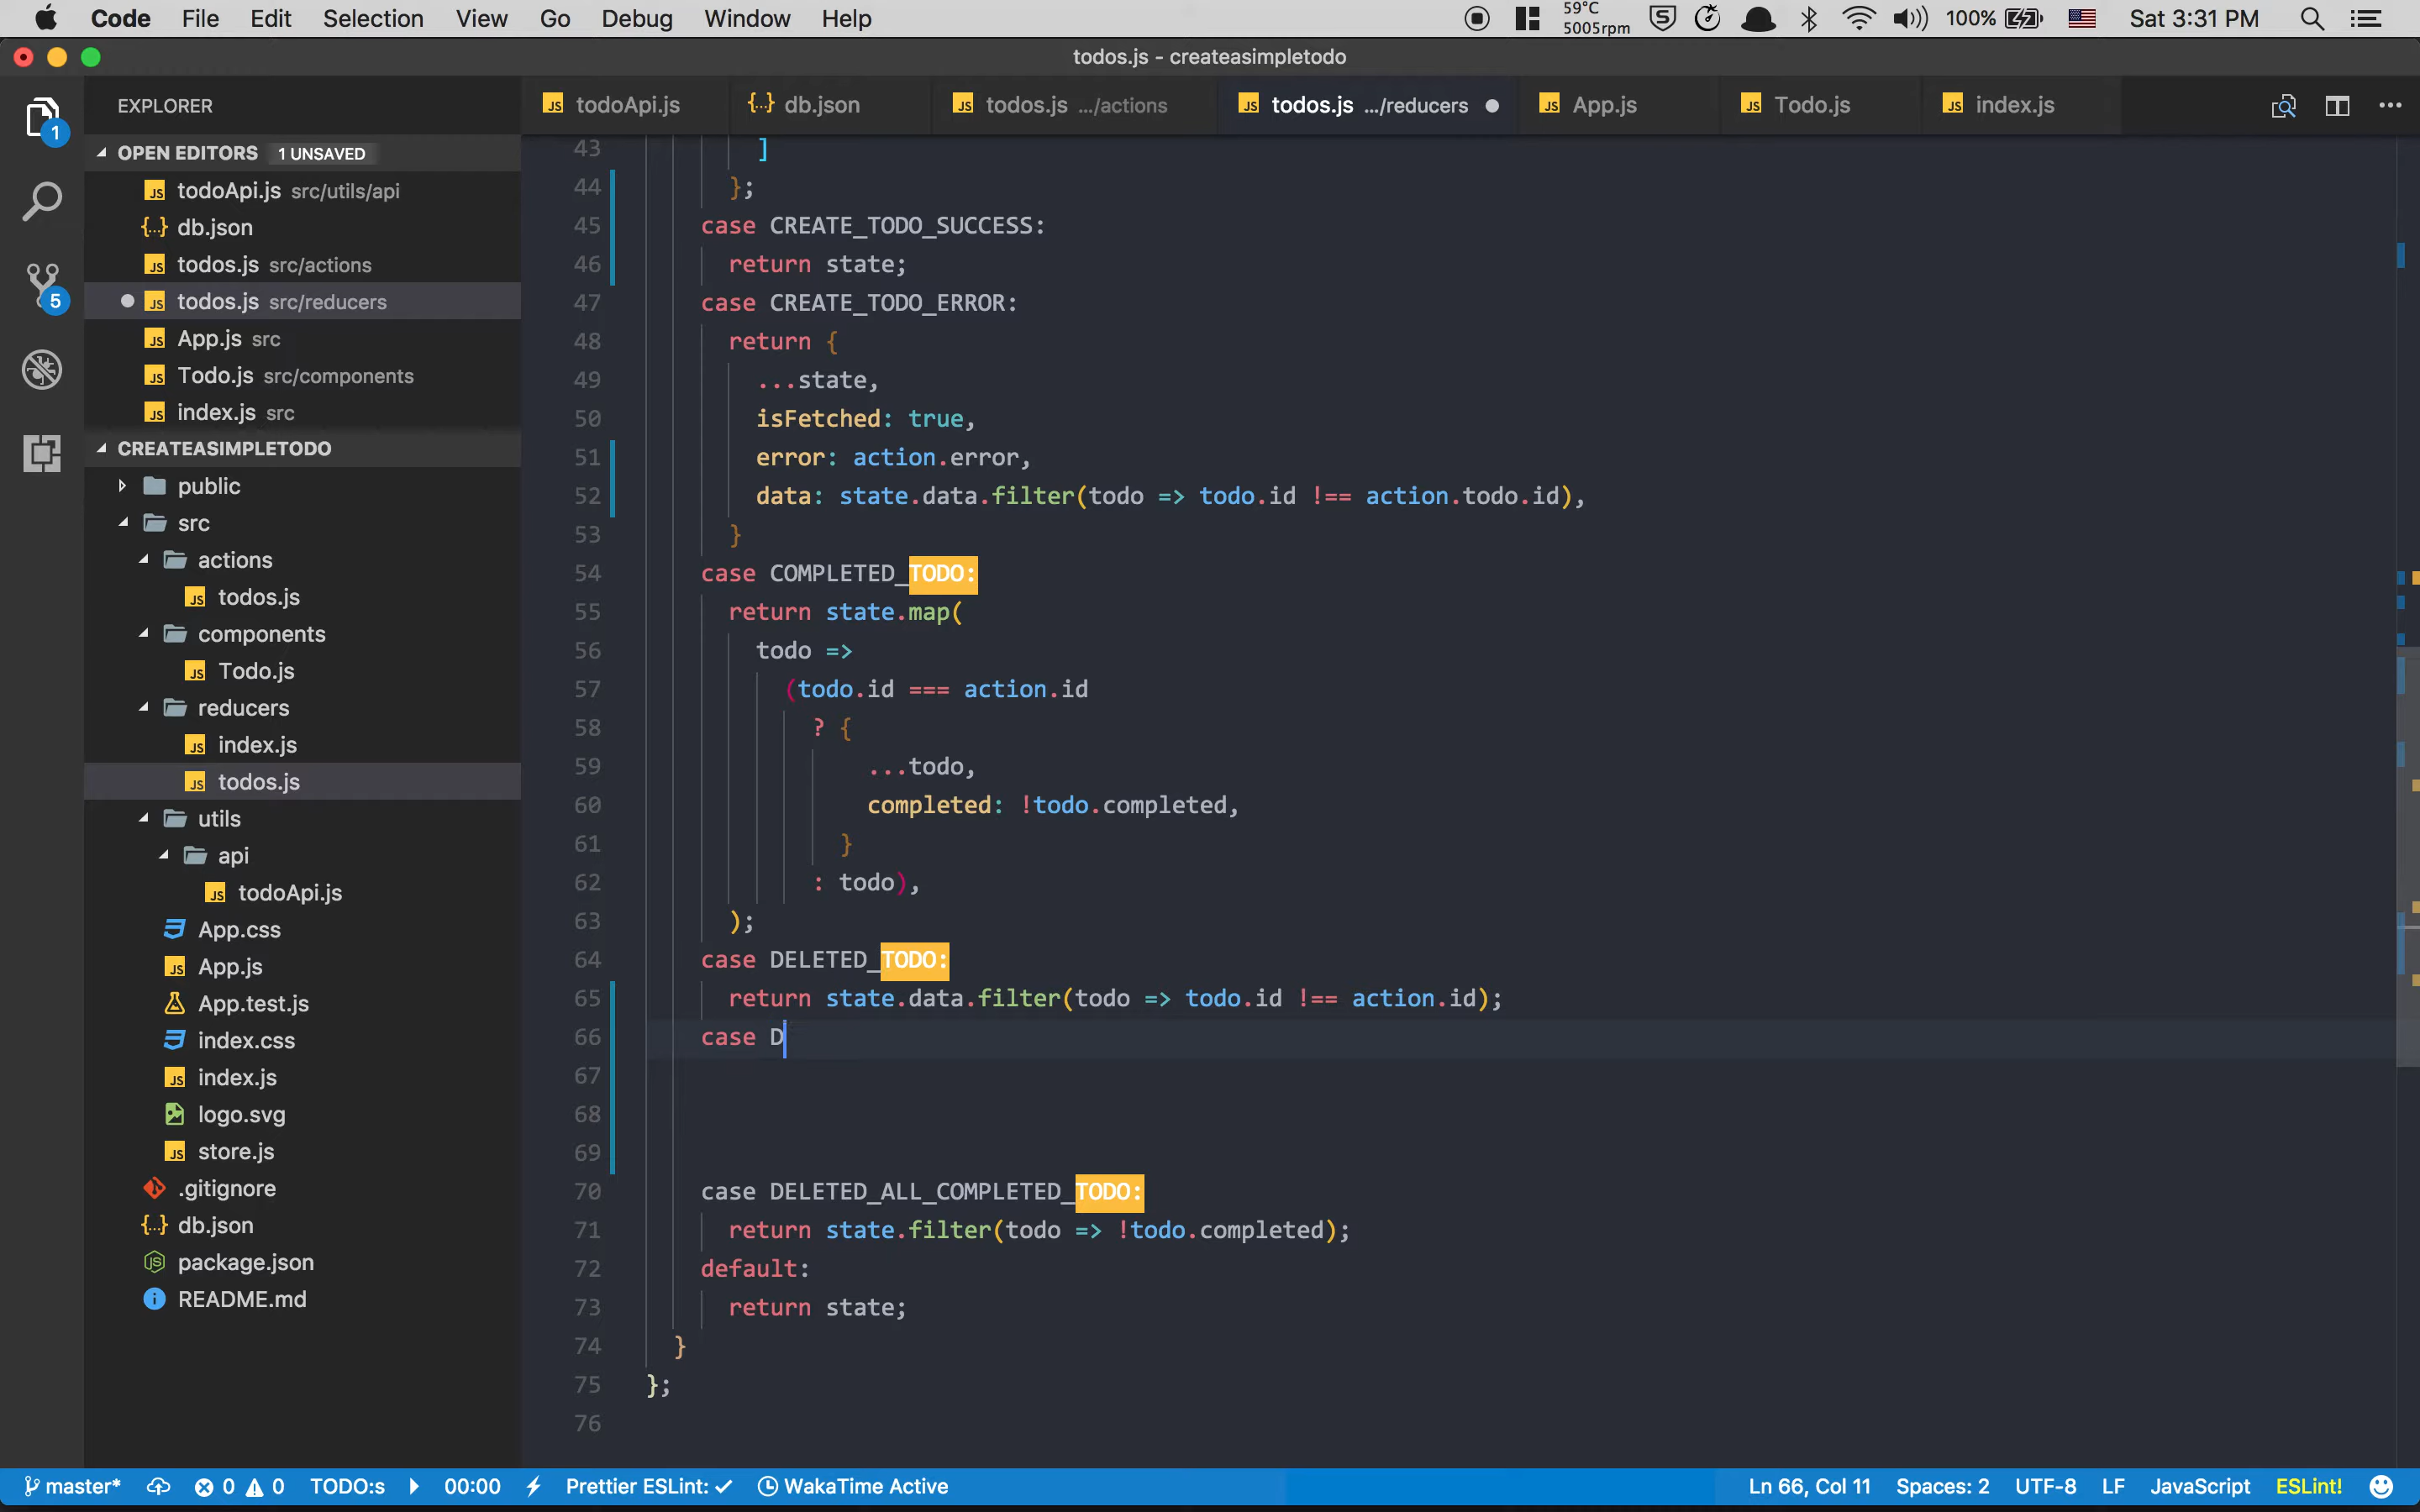 Code File Edit Selection View Go Debug Window Help 59°C 5005rpm 100% Sat 3:31 PM
todos.js - createasimpletodo
EXPLORER
OPEN EDITORS 1 UNSAVED
todoApi.js src/utils/api
db.json
todos.js src/actions
todos.js src/reducers
App.js src
Todo.js src/components
index.js src
CREATEASIMPLETODO
public
src
actions
todos.js
components
Todo.js
reducers
index.js
todos.js
utils
api
todoApi.js
App.css
App.js
App.test.js
index.css
index.js
logo.svg
store.js
.gitignore
db.json
package.json
README.md
1
5
todoApi.js db.json todos.js .../actions todos.js .../reducers App.js Todo.js index.js
43 ]
44 };
45 case CREATE_TODO_SUCCESS:
46 return state;
47 case CREATE_TODO_ERROR:
48 return {
49 ...state,
50 isFetched: true,
51 error: action.error,
52 data: state.data.filter(todo => todo.id !== action.todo.id),
53 }
54 case COMPLETED_TODO:
55 return state.map(
56 todo =>
57 (todo.id === action.id
58 ? {
59 ...todo,
60 completed: !todo.completed,
61 }
62 : todo),
63 );
64 case DELETED_TODO:
65 return state.data.filter(todo => todo.id !== action.id);
66 case D
67
68
69
70 case DELETED_ALL_COMPLETED_TODO:
71 return state.filter(todo => !todo.completed);
72 default:
73 return state;
74 }
75 };
76
master* 0 0 TODO:s 00:00 Prettier ESLint: ✓ WakaTime Active Ln 66, Col 11 Spaces: 2 UTF-8 LF JavaScript ESLint!